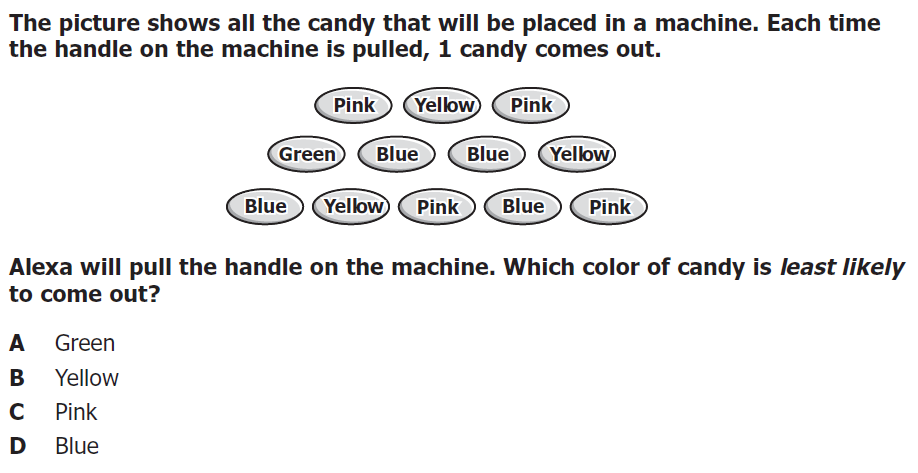 The picture shows all the candy that will be placed in a machine. Each time
the handle on the machine is pulled, 1 candy comes out.
Pink Yellow Pink
Green Blue Blue Yellow
Blue Yellow Pink Blue Pink
Alexa will pull the handle on the machine. Which color of candy is least likely
to come out?
A Green
B Yellow
C Pink
D Blue